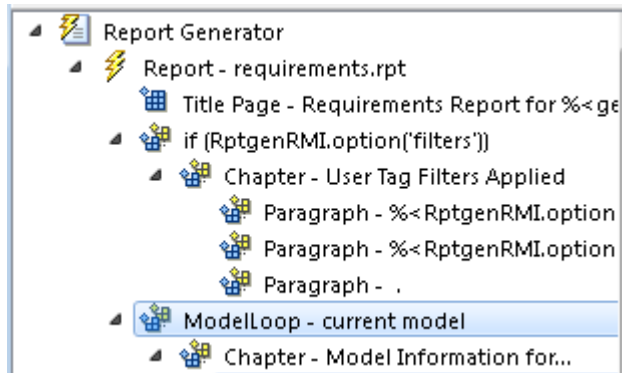 Report Generator
Report - requirements.rpt
Title Page - Requirements Report for %<ge
if (RptgenRMI.option('filters'))
Chapter - User Tag Filters Applied
Paragraph - %<RptgenRMI.option
Paragraph - %<RptgenRMI.option
Paragraph - .
ModelLoop - current model
Chapter - Model Information for...